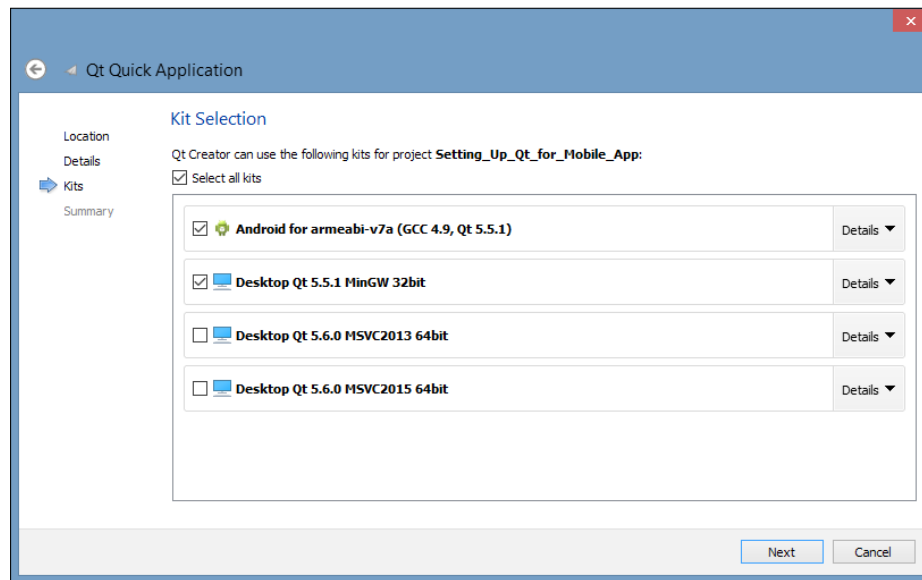 Qt Quick Application
Location
Details
Kits
Summary
Kit Selection
Qt Creator can use the following kits for project Setting_Up_Qt_for_Mobile_App:
Select all kits
Android for armeabi-v7a (GCC 4.9, Qt 5.5.1) Details
Desktop Qt 5.5.1 MinGW 32bit Details
Desktop Qt 5.6.0 MSVC2013 64bit Details
Desktop Qt 5.6.0 MSVC2015 64bit Details
Next Cancel